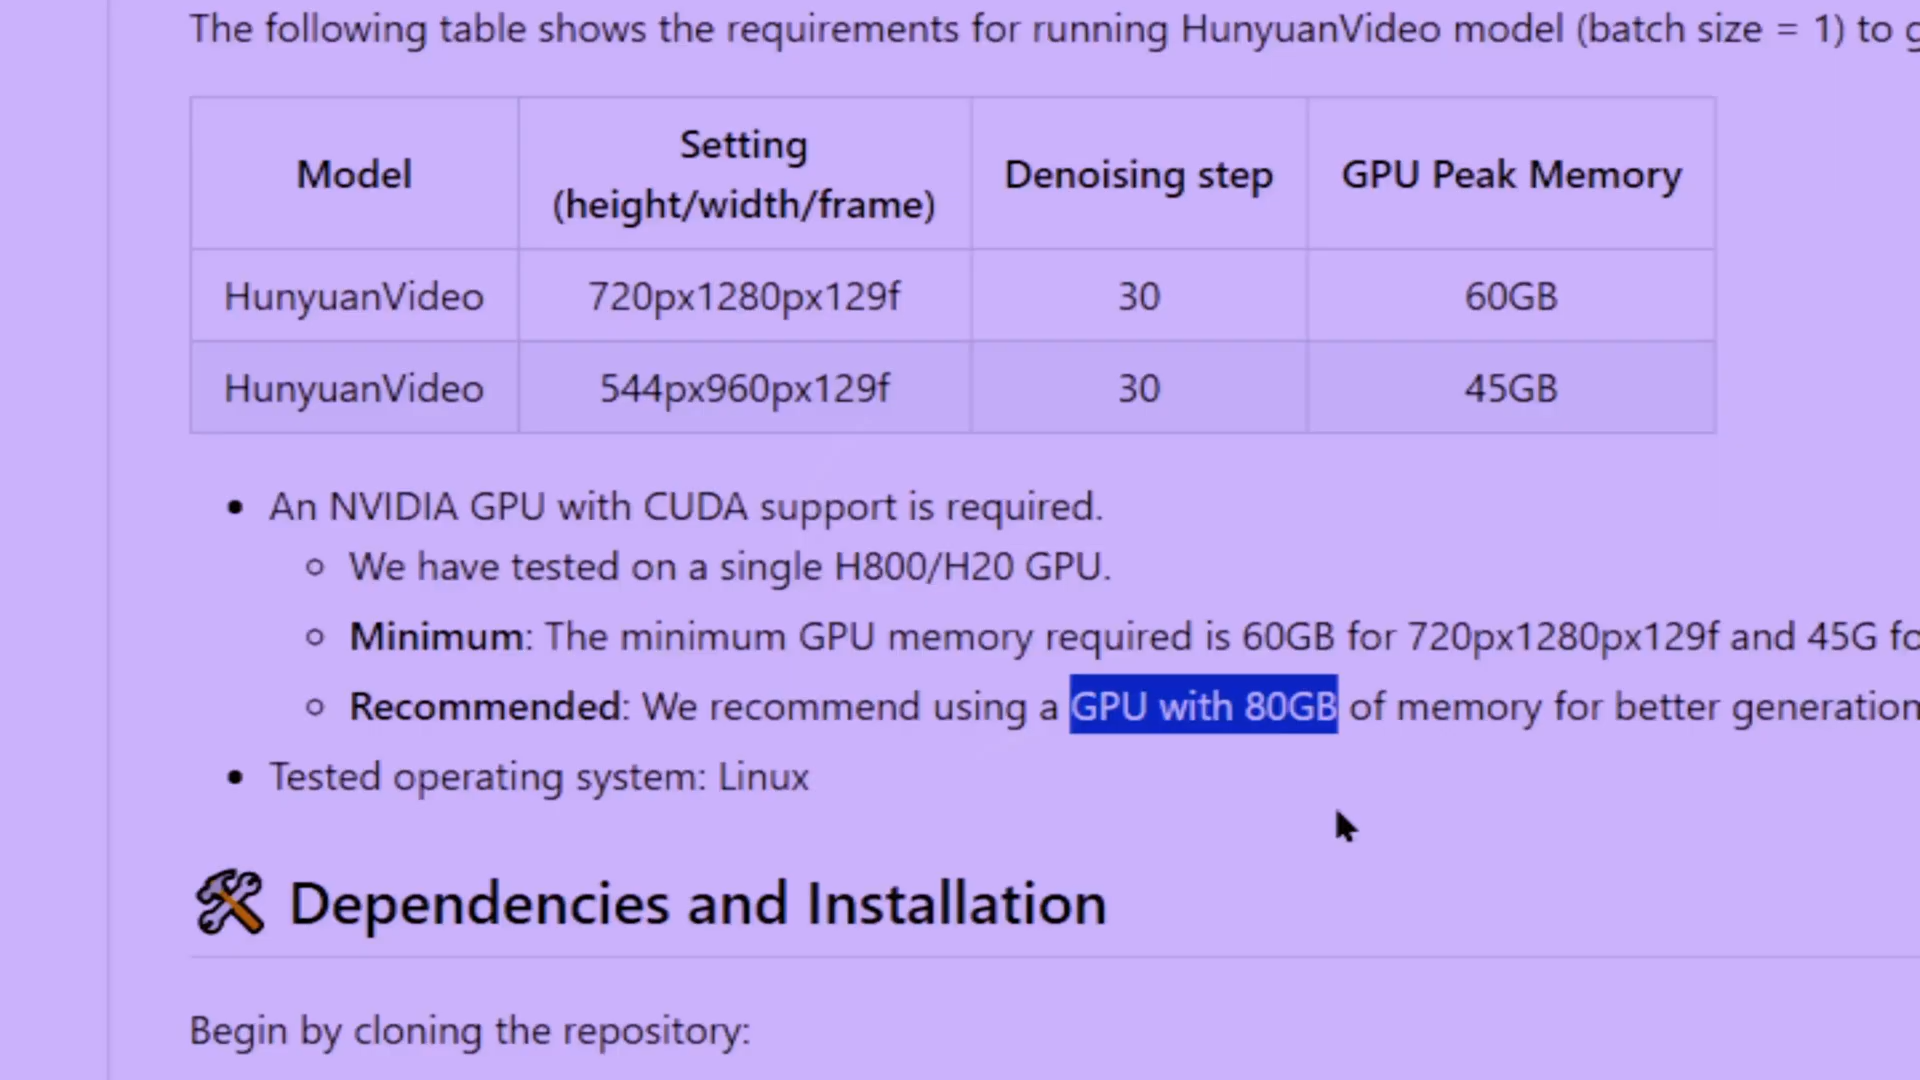 The following table shows the requirements for running HunyuanVideo model (batch size = 1) to
Model
Setting
(height/width/frame)
Denoising step
GPU Peak Memory
HunyuanVideo 720px1280px129f 30 60GB
HunyuanVideo 544px960px129f 30 45GB
An NVIDIA GPU with CUDA support is required.
We have tested on a single H800/H20 GPU.
Minimum: The minimum GPU memory required is 60GB for 720px1280px129f and 45G
Recommended: We recommend using a GPU with 80GB of memory for better generation
Tested operating system: Linux
Dependencies and Installation
Begin by cloning the repository: